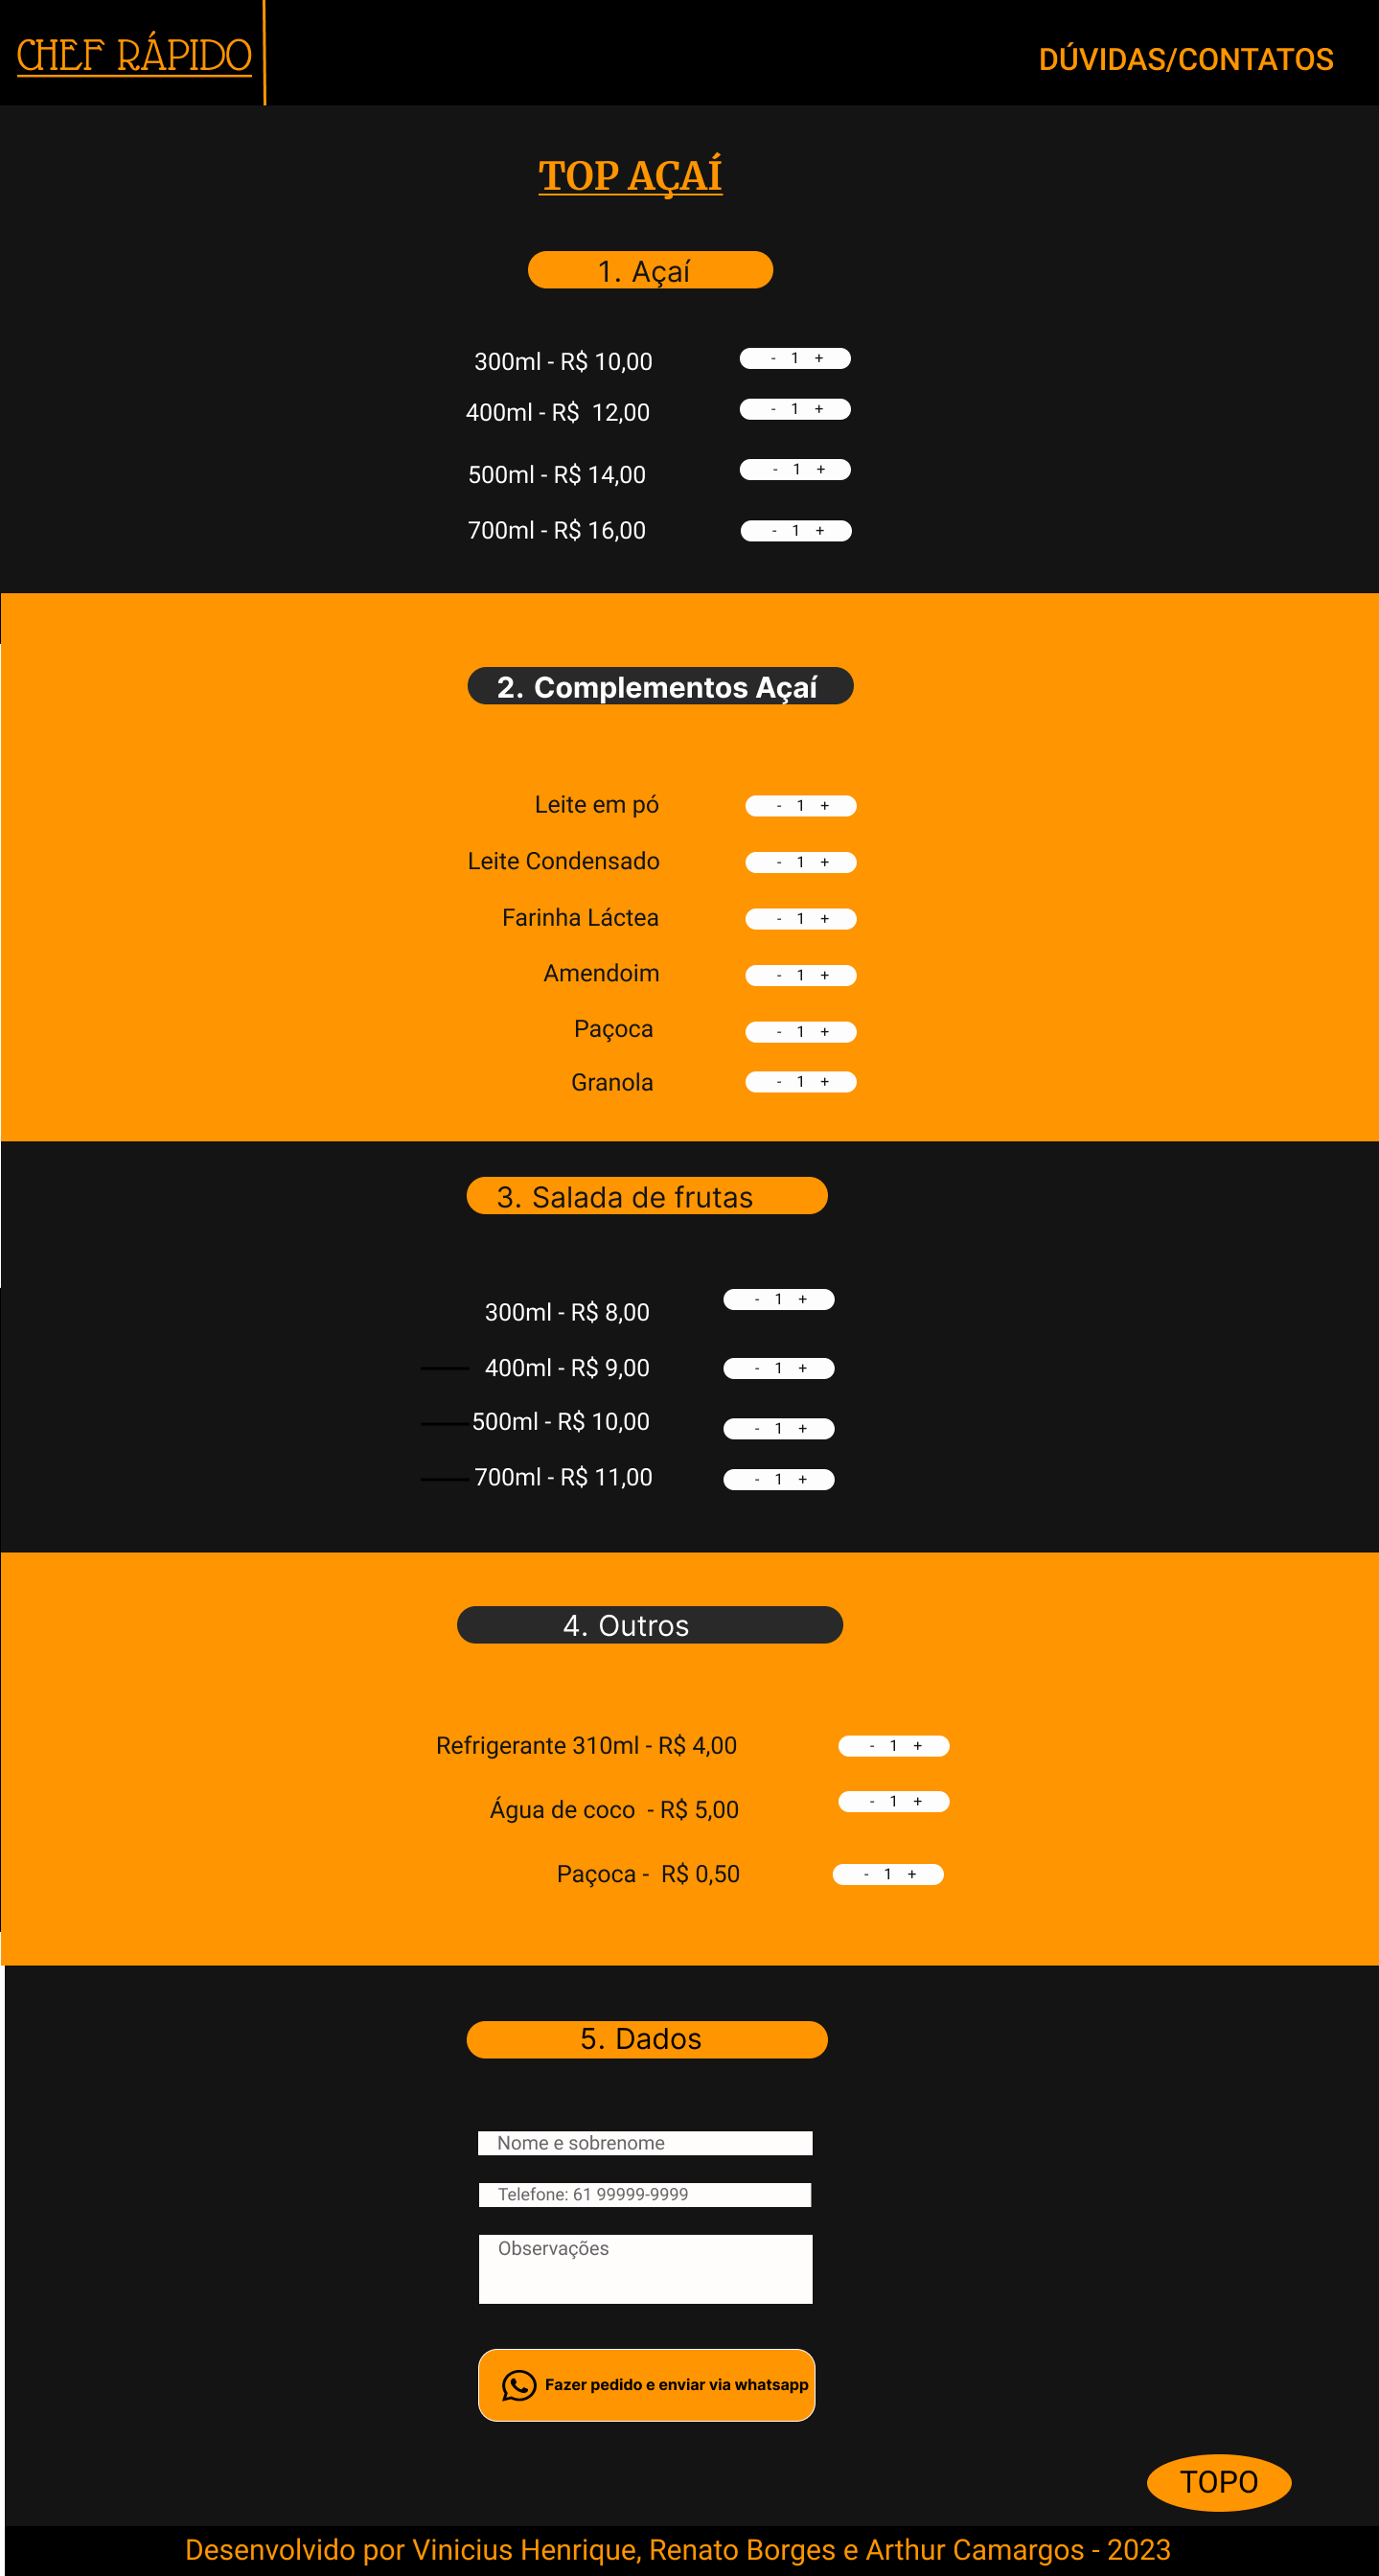 CHEF RÁPIDO
DÚVIDAS/CONTATOS
TOP AÇAÍ
1. Açaí
300ml - R$ 10,00 - 1 +
400ml - R$ 12,00 - 1 +
500ml - R$ 14,00 - 1 +
700ml - R$ 16,00 - 1 +
2. Complementos Açaí
Leite em pó - 1 +
Leite Condensado - 1 +
Farinha Láctea - 1 +
Amendoim - 1 +
Paçoca - 1 +
Granola - 1 +
3. Salada de frutas
300ml - R$ 8,00 - 1 +
400ml - R$ 9,00 - 1 +
500ml - R$ 10,00 - 1 +
700ml - R$ 11,00 - 1 +
4. Outros
Refrigerante 310ml - R$ 4,00 - 1 +
Água de coco - R$ 5,00 - 1 +
Paçoca - R$ 0,50 - 1 +
5. Dados
Nome e sobrenome
Telefone: 61 99999-9999
Observações
Fazer pedido e enviar via whatsapp
TOPO
Desenvolvido por Vinicius Henrique, Renato Borges e Arthur Camargos - 2023